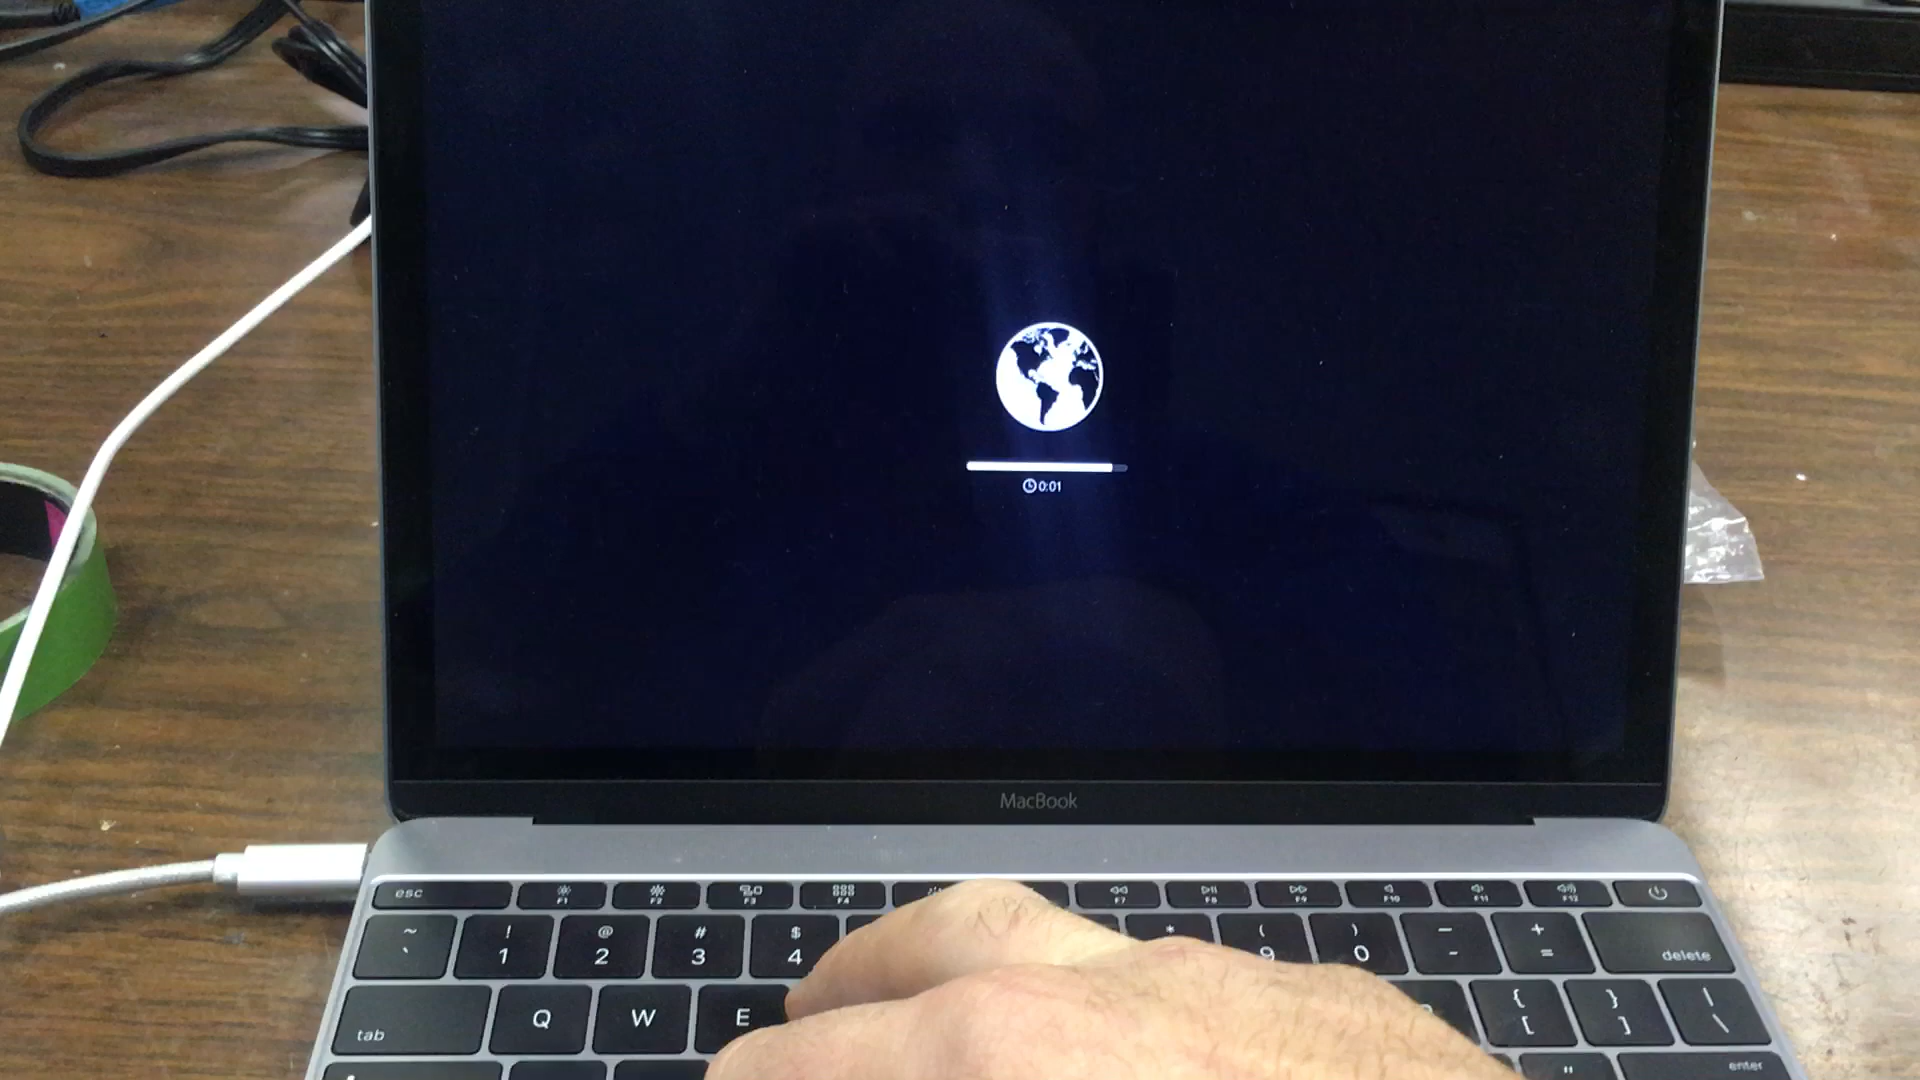 0:01
MacBook
esc F1 F2 F3 F4 F7 F8 F9 F10 F11 F12
~ ! @ # $ * ( ) — +
` 1 2 3 4 9 0 - = delete
tab Q W E { } |
[ ] \
" enter